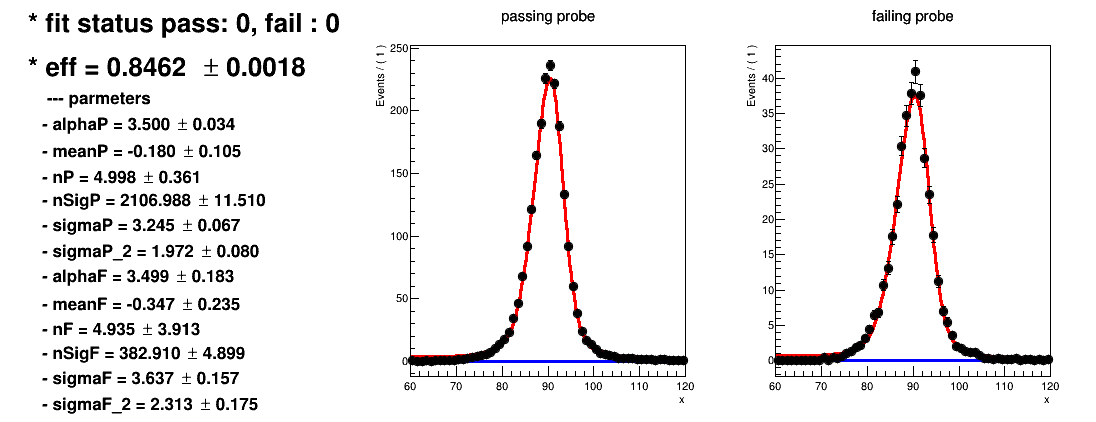 * fit status pass: 0, fail : 0
* eff = 0.8462 ± 0.0018
--- parmeters
- alphaP = 3.500 ± 0.034
- meanP = -0.180 ± 0.105
- nP = 4.998 ± 0.361
- nSigP = 2106.988 ± 11.510
- sigmaP = 3.245 ± 0.067
- sigmaP_2 = 1.972 ± 0.080
- alphaF = 3.499 ± 0.183
- meanF = -0.347 ± 0.235
- nF = 4.935 ± 3.913
- nSigF = 382.910 ± 4.899
- sigmaF = 3.637 ± 0.157
- sigmaF_2 = 2.313 ± 0.175
passing probe
Events / ( 1 )
250
200
150
100
50
0
60 70 80 90 100 110 120
x
failing probe
Events / ( 1 )
40
35
30
25
20
15
10
5
0
60 70 80 90 100 110 120
x